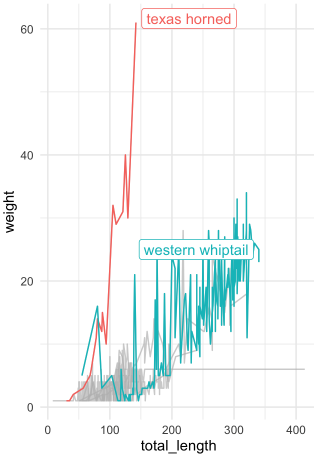 texas horned
60
40
western whiptail
20
0
weight
0 100 200 300 400
total_length